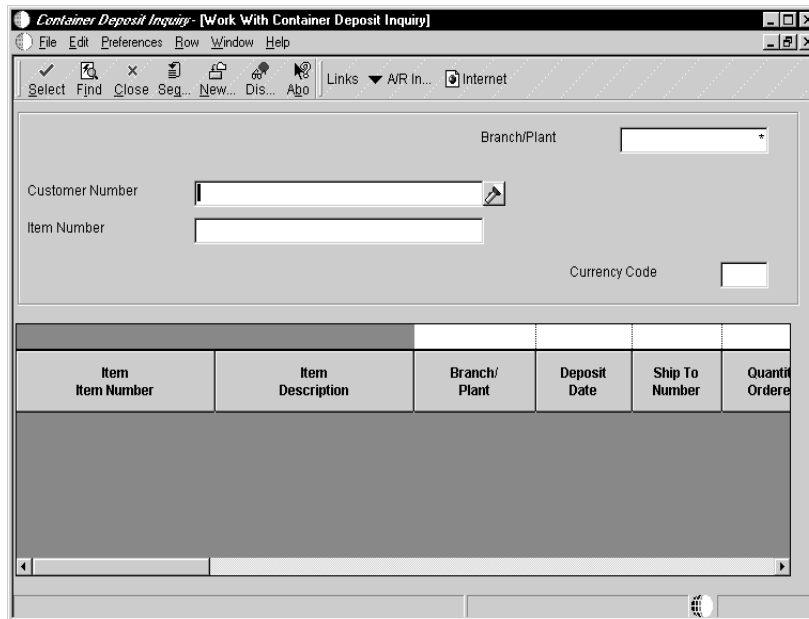 Container Deposit Inquiry - [Work With Container Deposit Inquiry]
File Edit Preferences Row Window Help
Select Find Close Seq... New... Dis... Abo Links A/R In... Internet
Branch/Plant *
Customer Number
Item Number
Currency Code
Item Item Branch/ Deposit Ship To Quantit
Item Number Description Plant Date Number Ordere